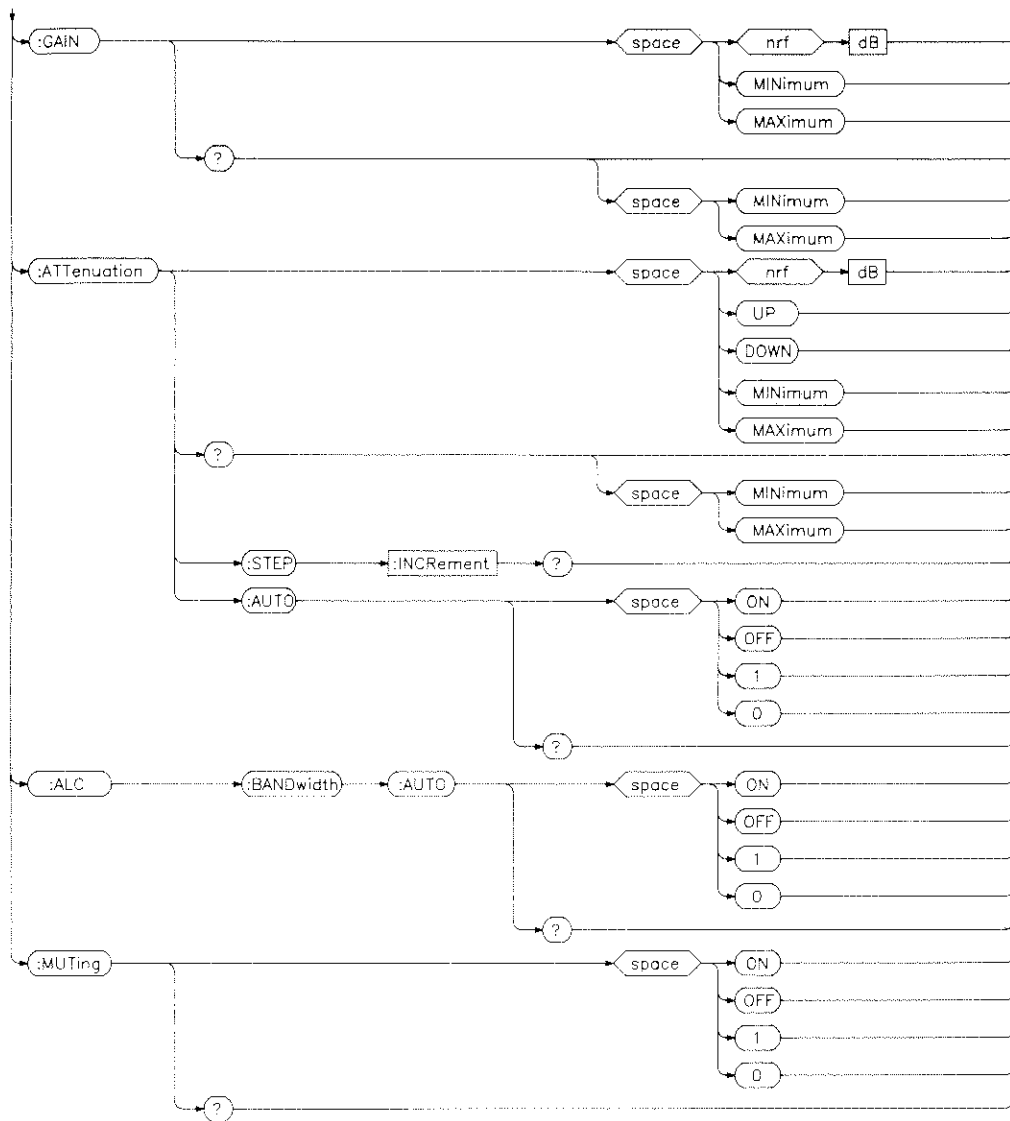 :GAIN space nrf dB
MINimum
MAXimum
?
space MINimum
MAXimum
:ATTenuation space nrf dB
UP
DOWN
MINimum
MAXimum
?
space MINimum
MAXimum
:STEP :INCRement ?
:AUTO space ON
OFF
1
0
?
:ALC :BANDwidth :AUTO space ON
OFF
1
0
?
:MUTing space ON
OFF
1
0
?